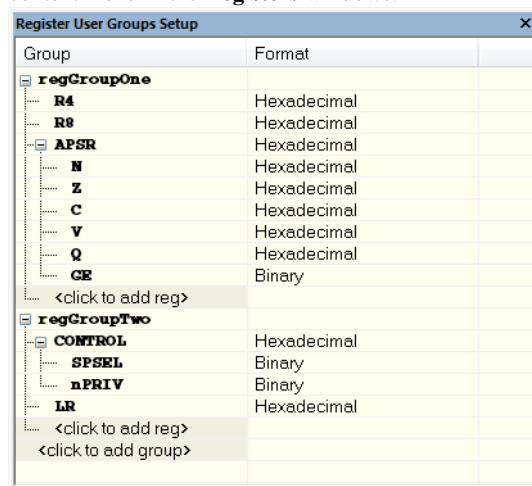 Register User Groups Setup ×
Group Format
regGroupOne
R4 Hexadecimal
R8 Hexadecimal
APSR Hexadecimal
N Hexadecimal
Z Hexadecimal
C Hexadecimal
V Hexadecimal
Q Hexadecimal
GE Binary
<click to add reg>
regGroupTwo
CONTROL Hexadecimal
SPSEL Binary
nPRIV Binary
LR Hexadecimal
<click to add reg>
<click to add group>